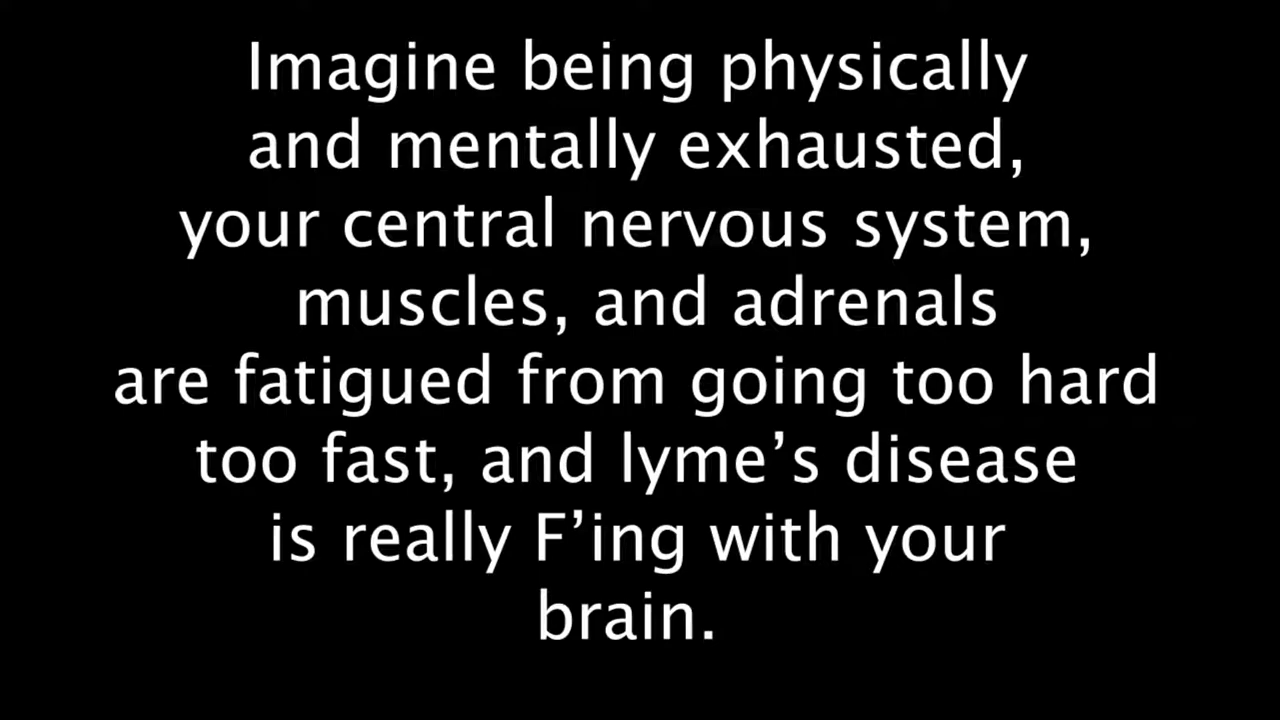 Imagine being physically
and mentally exhausted,
your central nervous system,
muscles, and adrenals
are fatigued from going too hard
too fast, and lyme’s disease
is really F’ing with your
brain.